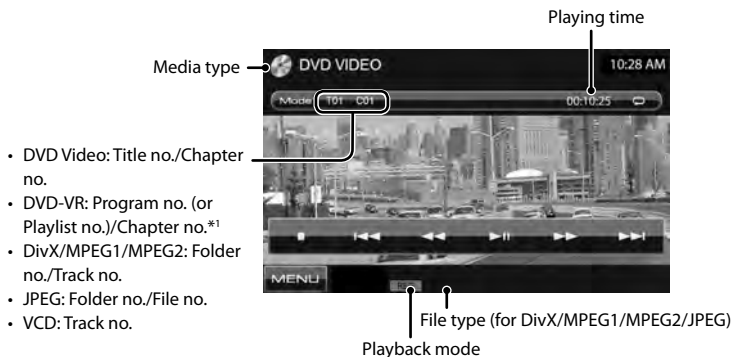 Playing time
Media type
DVD VIDEO
10:28 AM
Mode T01 C01 00:10:25
• DVD Video: Title no./Chapter
no.
• DVD-VR: Program no. (or
Playlist no.)/Chapter no.*1
• DivX/MPEG1/MPEG2: Folder
no./Track no.
• JPEG: Folder no./File no.
• VCD: Track no.
MENU
File type (for DivX/MPEG1/MPEG2/JPEG)
Playback mode